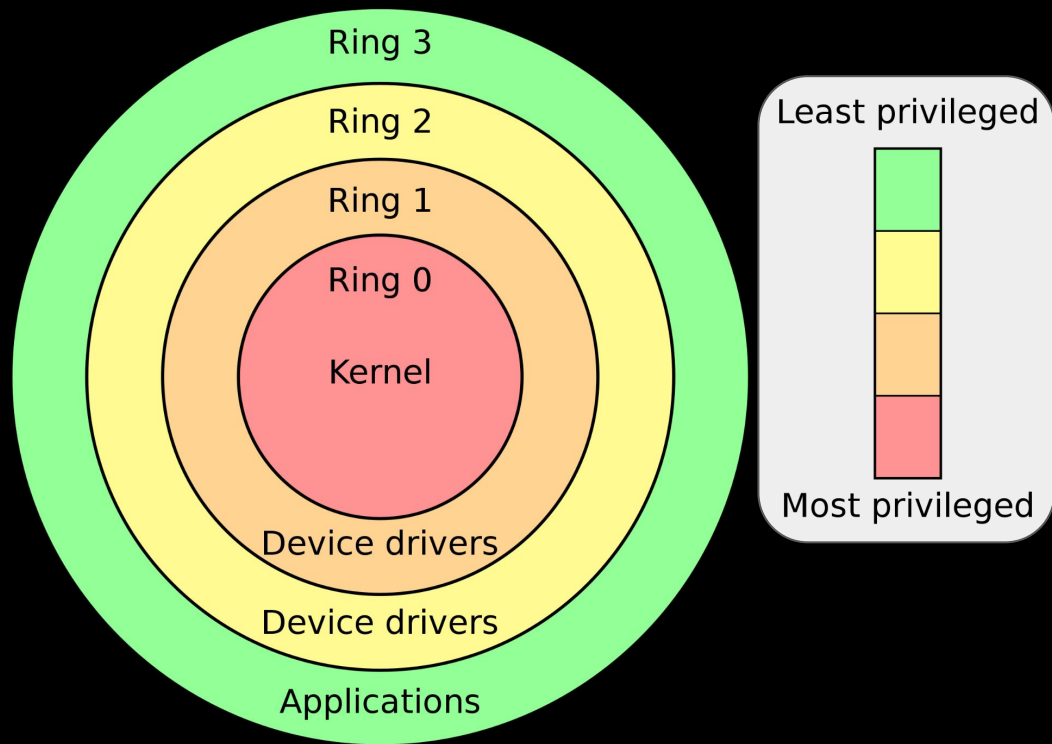 Ring 3
Ring 2
Ring 1
Ring 0
Kernel
Device drivers
Device drivers
Applications
Least privileged
Most privileged